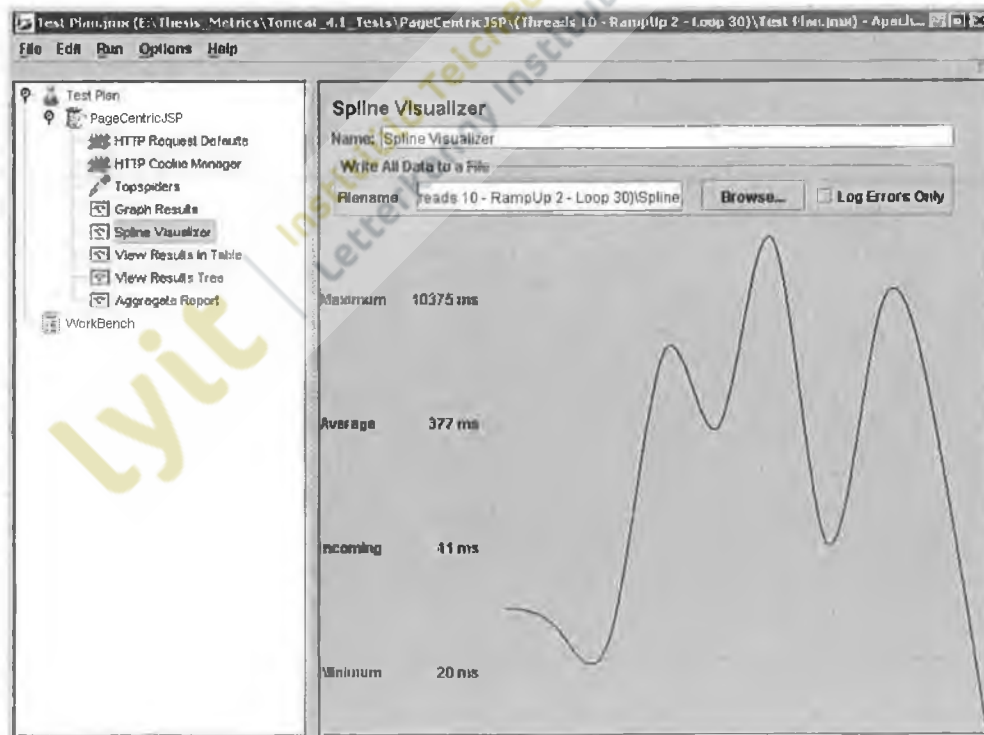 Test Plan.jmx (E:\Thesis_Metrics\Tomcat_4.1_Tests\PageCentricJSP\(Threads 10 - RampUp 2 - Loop 30)\Test Plan.jmx) - Apach...
File Edit Run Options Help
Test Plan
PageCentricJSP
HTTP Request Defaults
HTTP Cookie Manager
Topspiders
Graph Results
Spline Visualizer
View Results in Table
View Results Tree
Aggregate Report
WorkBench
Spline Visualizer
Name: Spline Visualizer
Write All Data to a File
Filename reads 10 - RampUp 2 - Loop 30)\Spline Browse... Log Errors Only
Maximum 10375 ms
Average 377 ms
Incoming 41 ms
Minimum 20 ms
lyit
Letterkenny